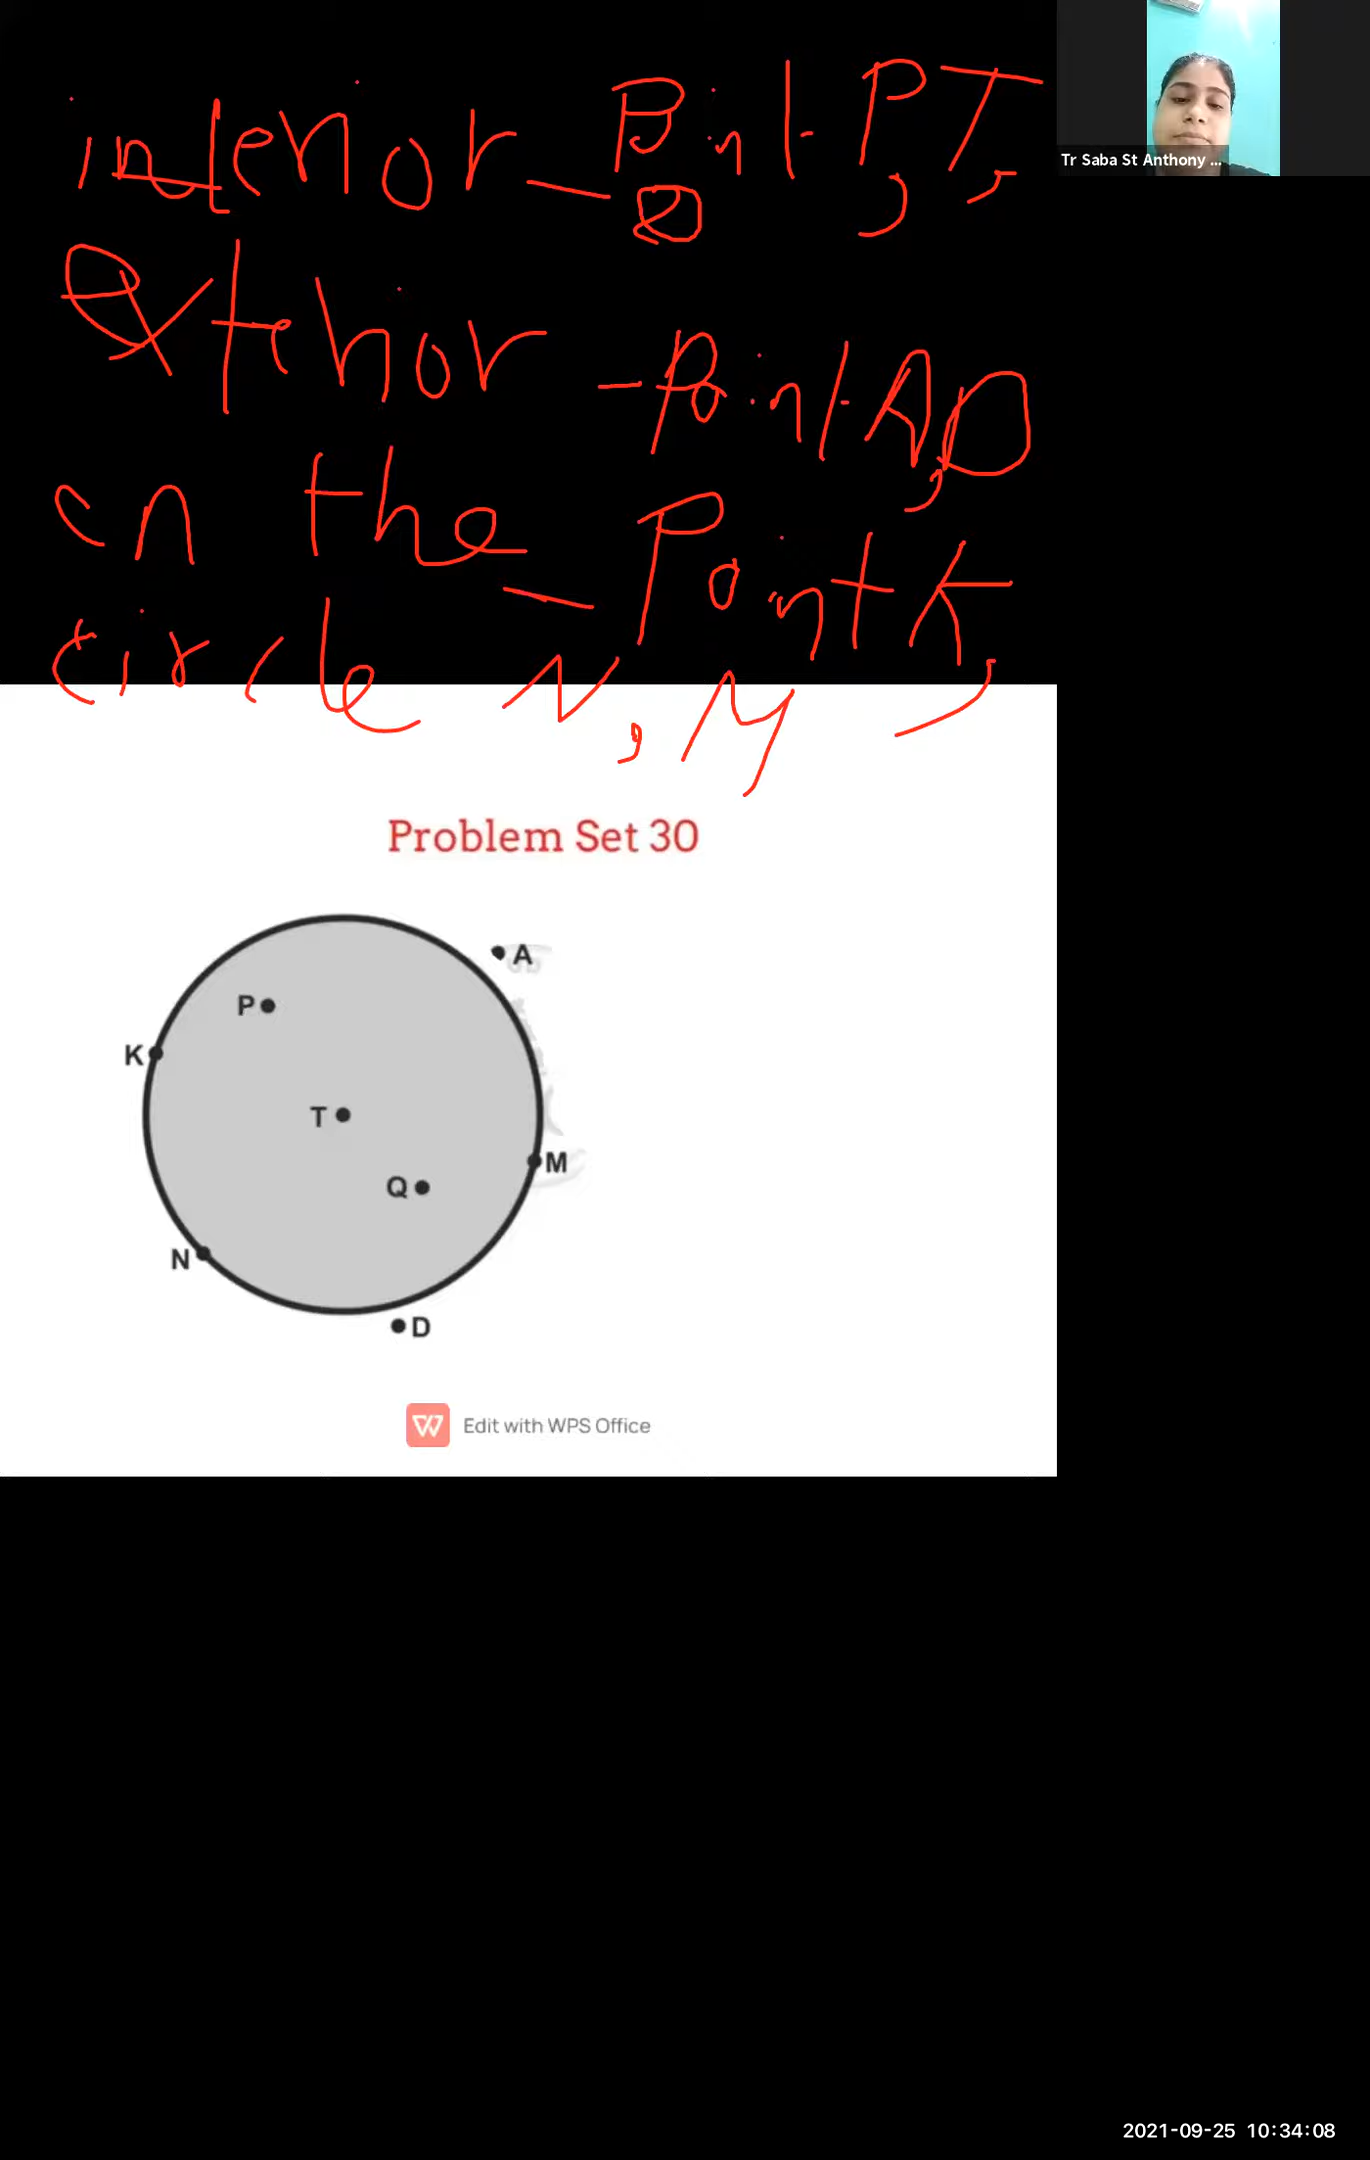 interior - Point P, T,
Q
Tr Saba St Anthony ...
Exterior - Point A, D
on the - Point K,
circle N, M
Problem Set 30
A
P
K
T
M
Q
N
D
Edit with WPS Office
2021-09-25 10:34:08